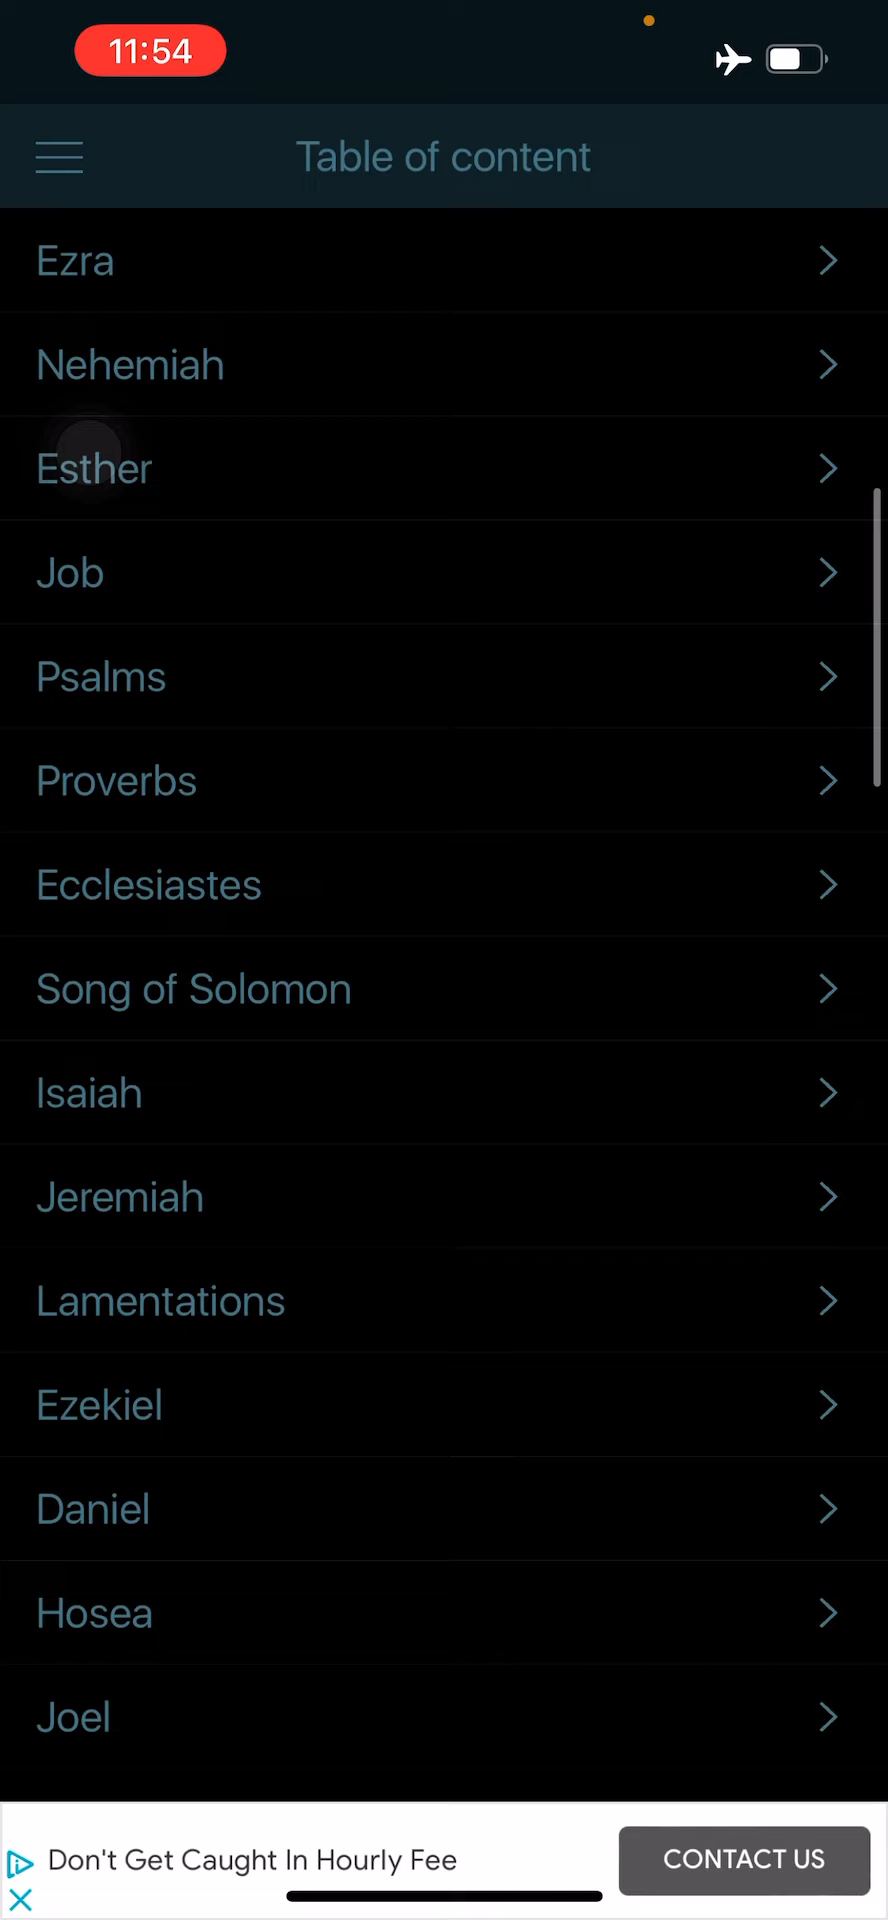 11:54
Table of content
Ezra
Nehemiah
Esther
Job
Psalms
Proverbs
Ecclesiastes
Song of Solomon
Isaiah
Jeremiah
Lamentations
Ezekiel
Daniel
Hosea
Joel
Don't Get Caught In Hourly Fee
CONTACT US